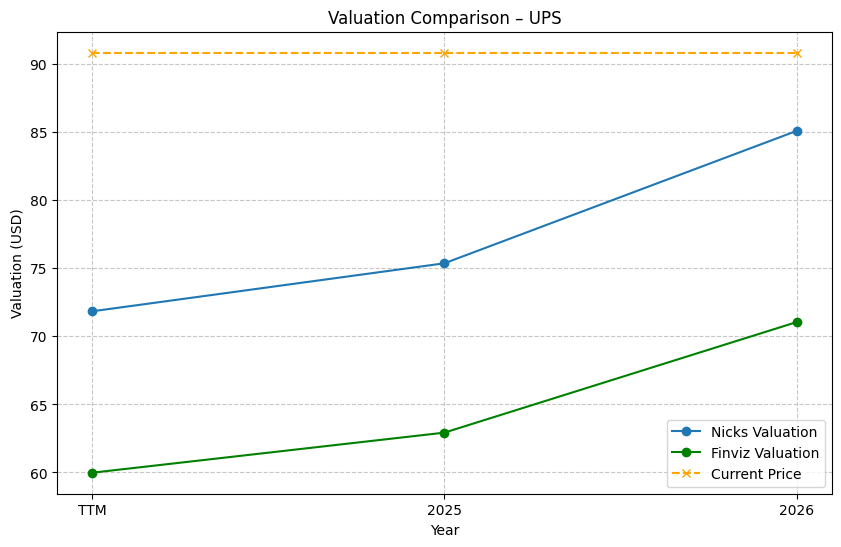 Valuation Comparison – UPS
Valuation (USD)
90
85
80
75
70
65
60
TTM
2025
2026
Year
Nicks Valuation
Finviz Valuation
Current Price